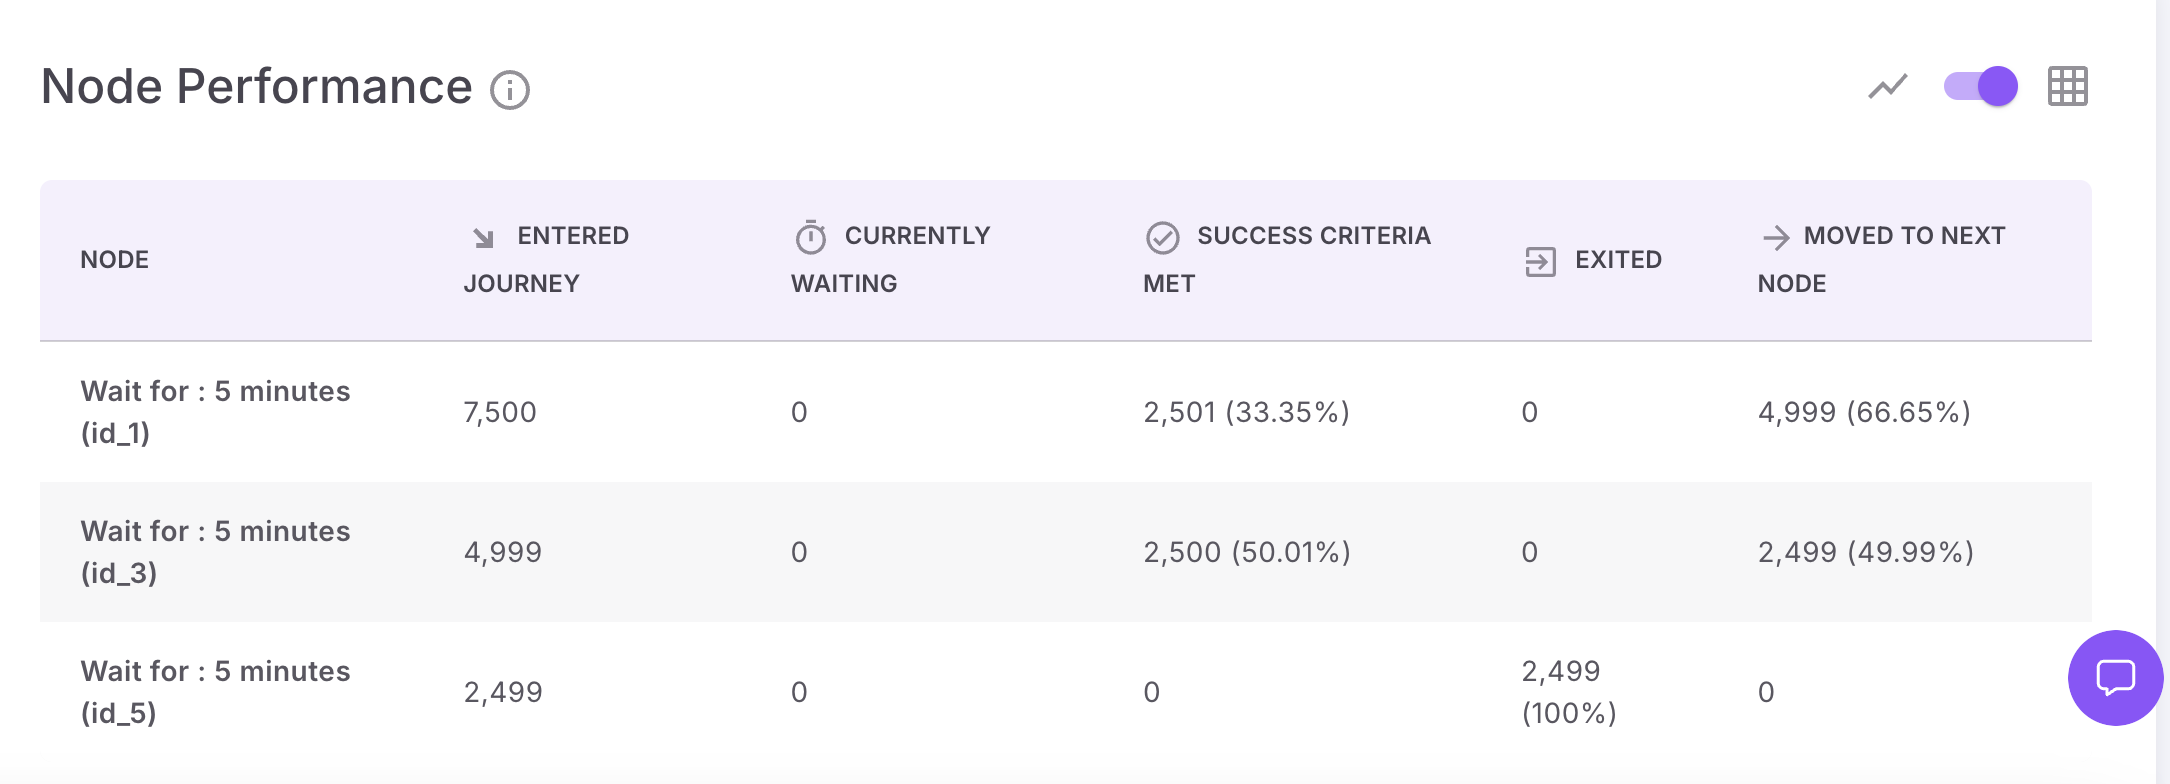 Node Performance
NODE
ENTERED
JOURNEY
CURRENTLY
WAITING
SUCCESS CRITERIA
MET
EXITED
MOVED TO NEXT
NODE
Wait for : 5 minutes
(id_1)
7,500
0
2,501 (33.35%)
0
4,999 (66.65%)
Wait for : 5 minutes
(id_3)
4,999
0
2,500 (50.01%)
0
2,499 (49.99%)
Wait for : 5 minutes
(id_5)
2,499
0
0
2,499
(100%)
0